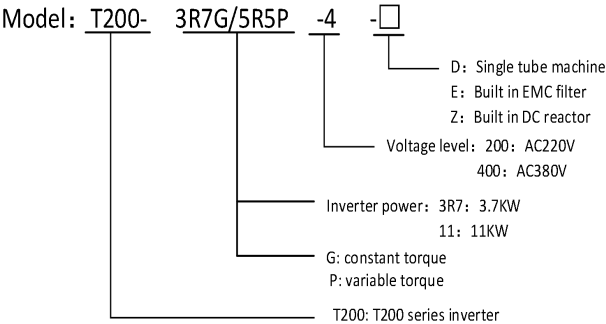 Model: T200- 3R7G/5R5P -4 -□
D: Single tube machine
E: Built in EMC filter
Z: Built in DC reactor
Voltage level: 200: AC220V
400: AC380V
Inverter power: 3R7: 3.7KW
11: 11KW
G: constant torque
P: variable torque
T200: T200 series inverter